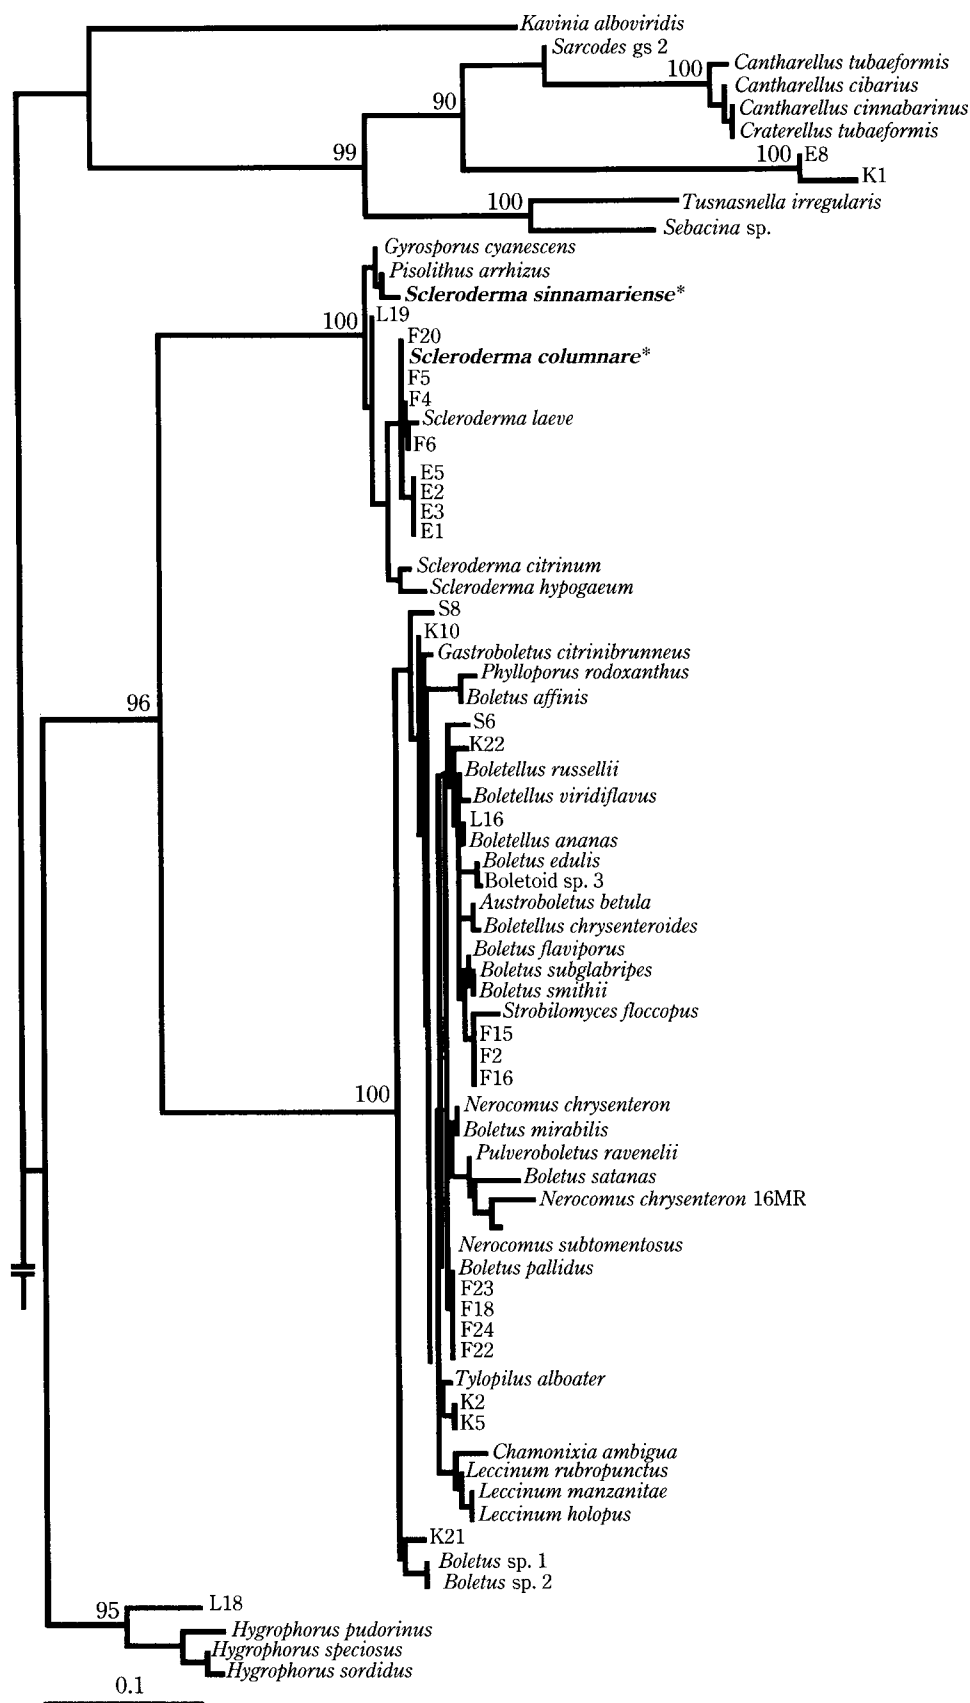 Kavinia alboviridis
Sarcodes gs 2
100
Cantharellus tubaeformis
Cantharellus cibarius
90
Cantharellus cinnabarinus
Craterellus tubaeformis
99
100
E8
K1
100
Tusnasnella irregularis
Sebacina sp.
Gyrosporus cyanescens
Pisolithus arrhizus
Scleroderma sinnamariense*
100
L19
F20
Scleroderma columnare*
F5
F4
Scleroderma laeve
F6
E5
E2
E3
E1
Scleroderma citrinum
Scleroderma hypogaeum
S8
K10
Gastroboletus citrinibrunneus
Phylloporus rodoxanthus
Boletus affinis
96
S6
K22
Boletellus russellii
Boletellus viridiflavus
L16
Boletellus ananas
Boletus edulis
Boletoid sp. 3
Austroboletus betula
Boletellus chrysenteroides
Boletus flaviporus
Boletus subglabripes
Boletus smithii
Strobilomyces floccopus
F15
F2
F16
100
Nerocomus chrysenteron
Boletus mirabilis
Pulveroboletus ravenelii
Boletus satanas
Nerocomus chrysenteron 16MR
Nerocomus subtomentosus
Boletus pallidus
F23
F18
F24
F22
Tylopilus alboater
K2
K5
Chamonixia ambigua
Leccinum rubropunctus
Leccinum manzanitae
Leccinum holopus
K21
Boletus sp. 1
Boletus sp. 2
95
L18
Hygrophorus pudorinus
Hygrophorus speciosus
Hygrophorus sordidus
0.1